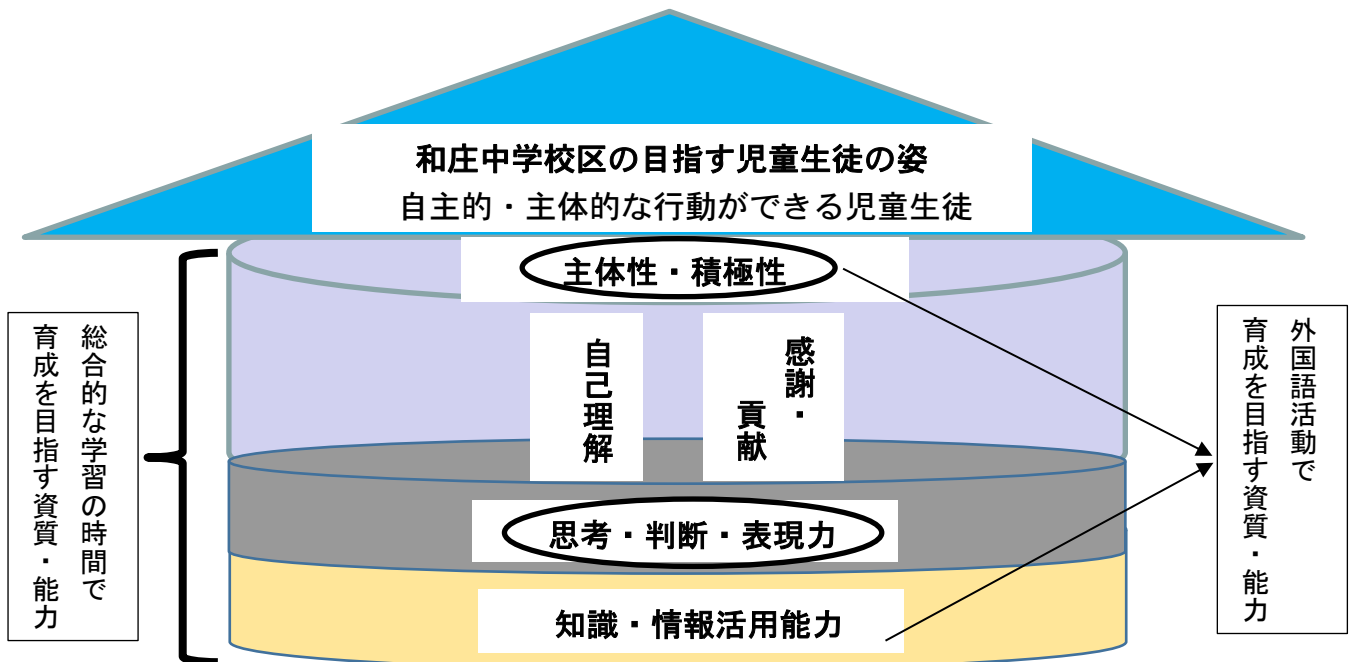 和庄中学校区の目指す児童生徒の姿
自主的・主体的な行動ができる児童生徒
主体性・積極性
自己理解
感謝・
貢献
思考・判断・表現力
知識・情報活用能力
総合的な学習の時間で
育成を目指す資質・能力
外国語活動で
育成を目指す資質・能力